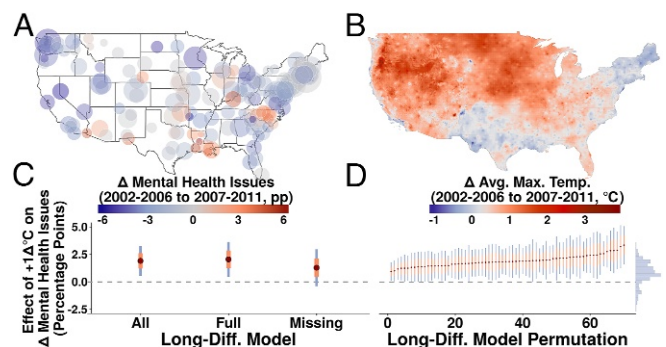 A
B
C
Δ Mental Health Issues
(2002-2006 to 2007-2011, pp)
-6 -3 0 3 6
D
Δ Avg. Max. Temp.
(2002-2006 to 2007-2011, °C)
-1 0 1 2 3
Effect of +1Δ°C on
Δ Mental Health Issues
(Percentage Points)
5.0
2.5
0.0
-2.5
All Full Missing
Long-Diff. Model
0 20 40 60
Long-Diff. Model Permutation